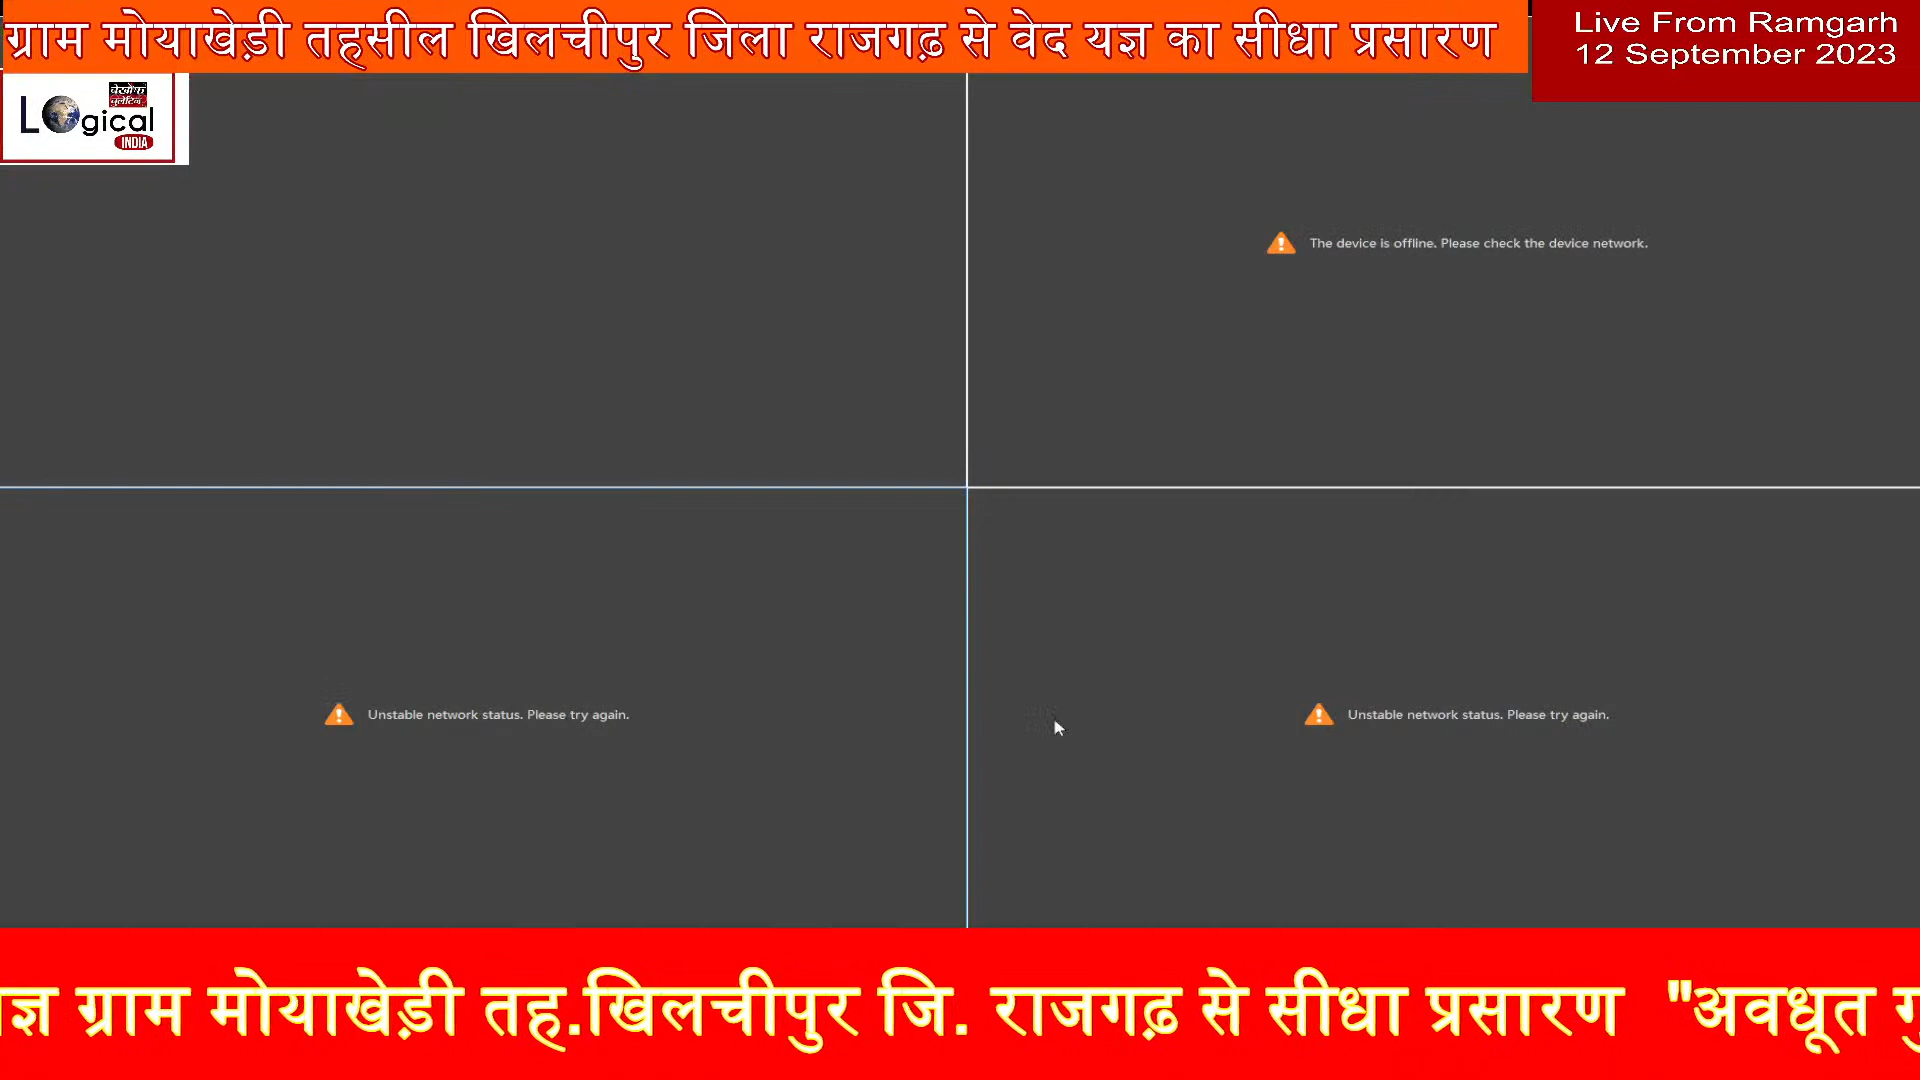 ग्राम मोयाखेड़ी तहसील खिलचीपुर जिला राजगढ़ से वेद यज्ञ का सीधा प्रसारण
Live From Ramgarh
12 September 2023
बेखौफ
बुलेटिन
Logical
INDIA
The device is offline. Please check the device network.
Unstable network status. Please try again.
Unstable network status. Please try again.
ज्ञ ग्राम मोयाखेड़ी तह.खिलचीपुर जि. राजगढ़ से सीधा प्रसारण "अवधूत गु